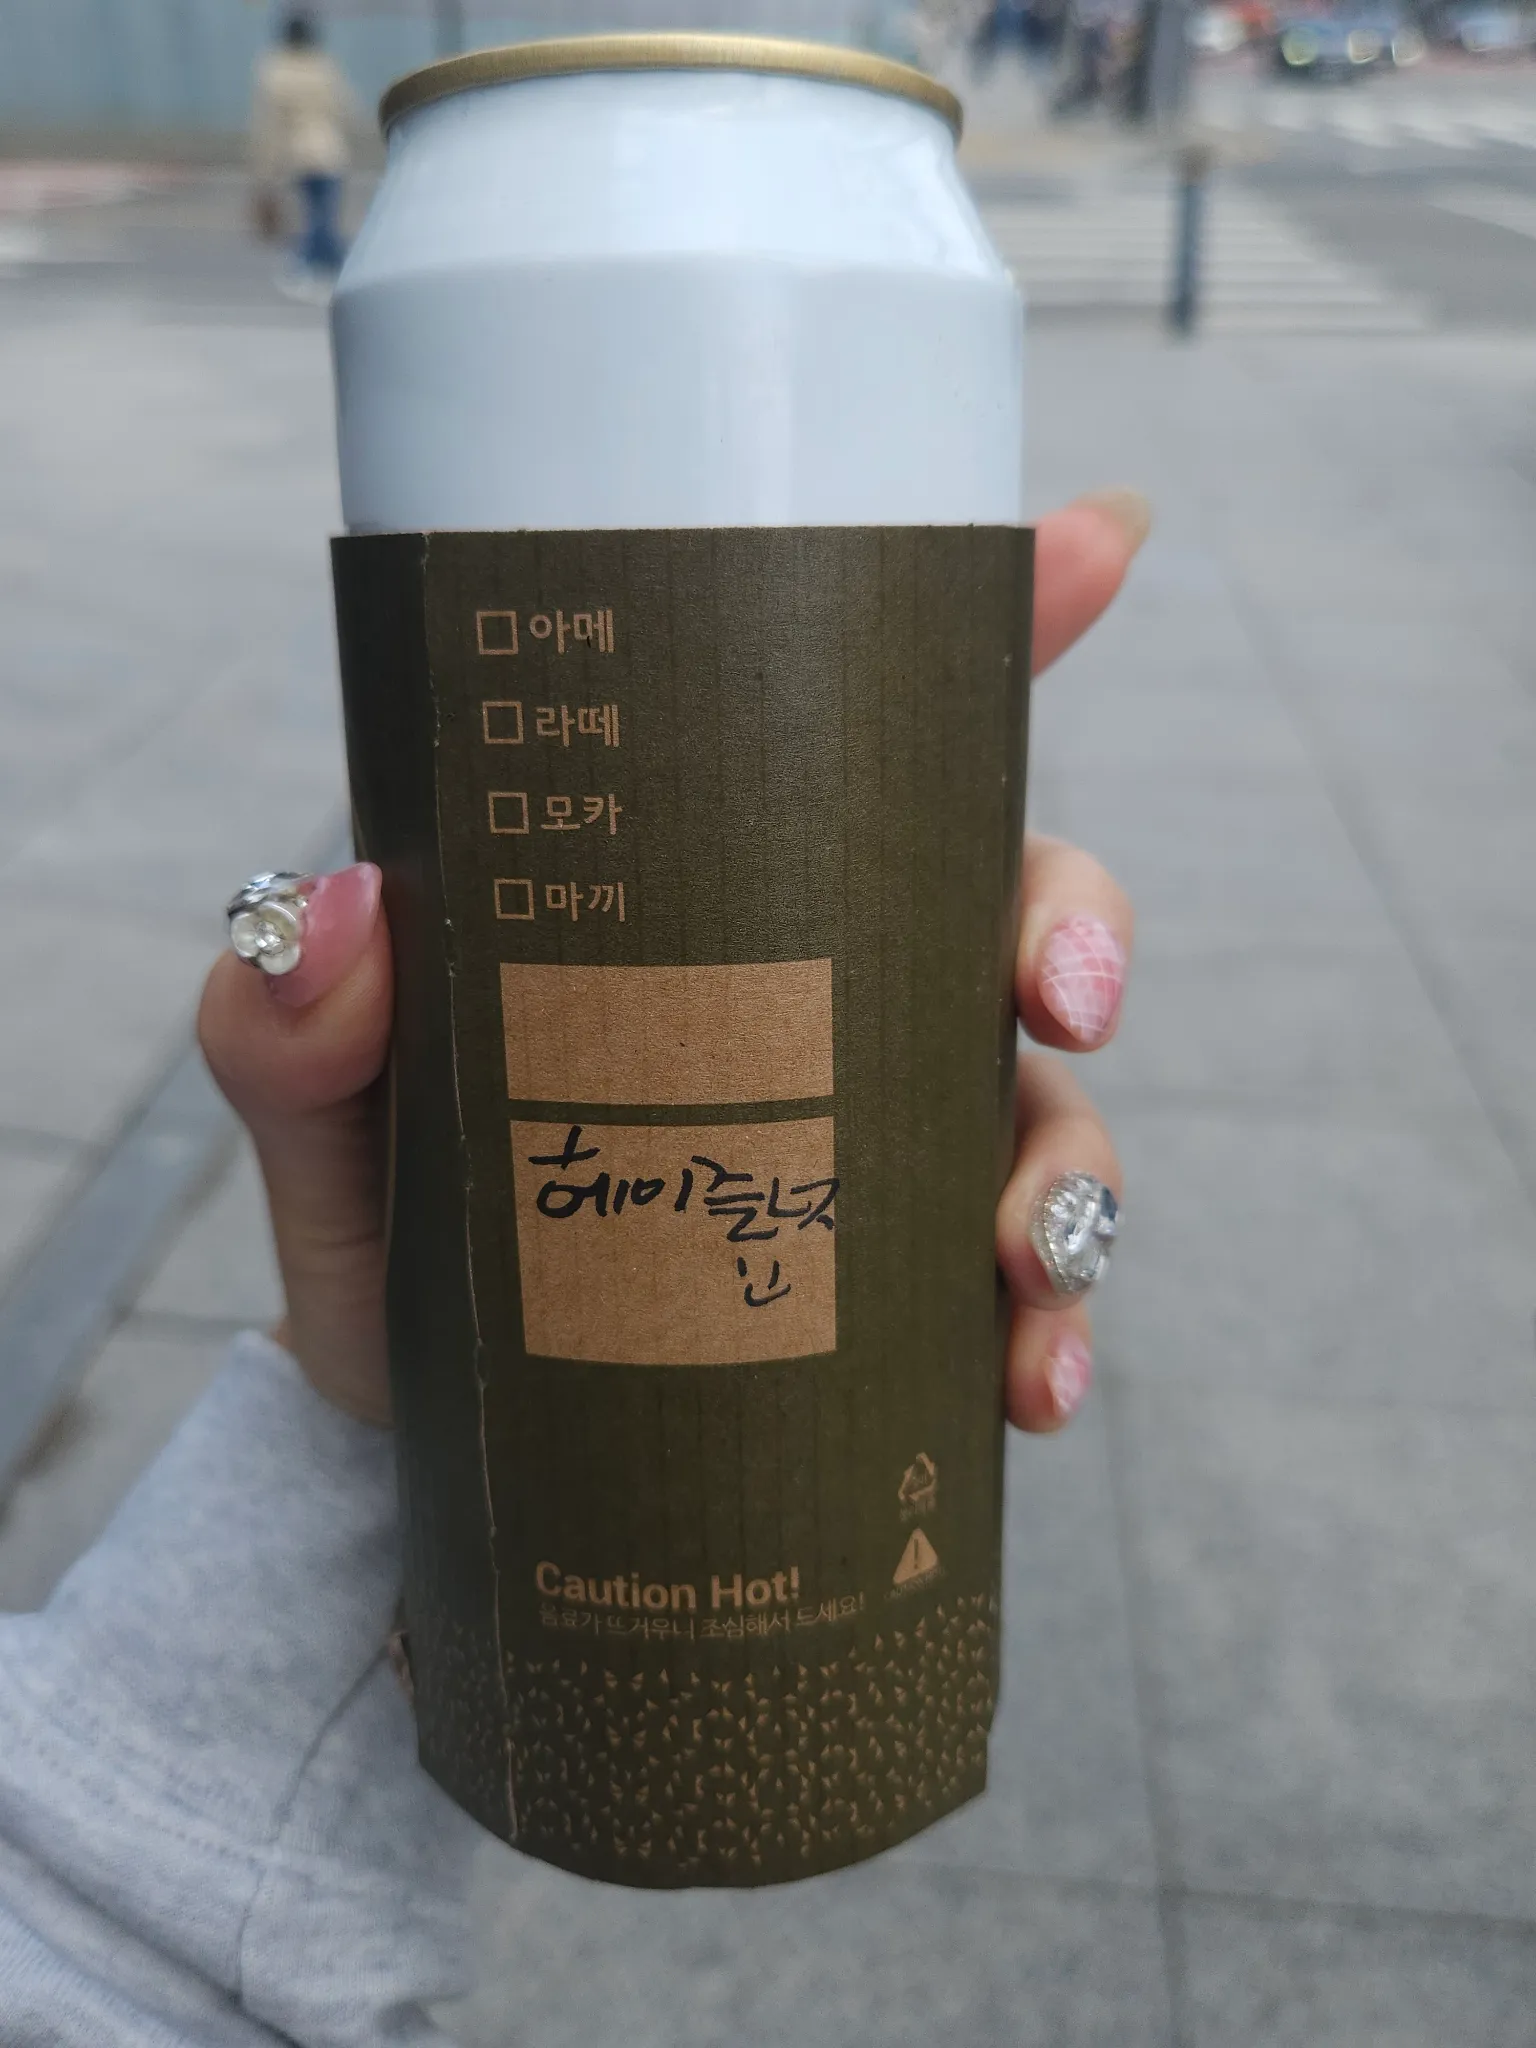 아메
라떼
모카
마끼
헤이즐넛
Caution Hot!
음료가 뜨거우니 조심해서 드세요!